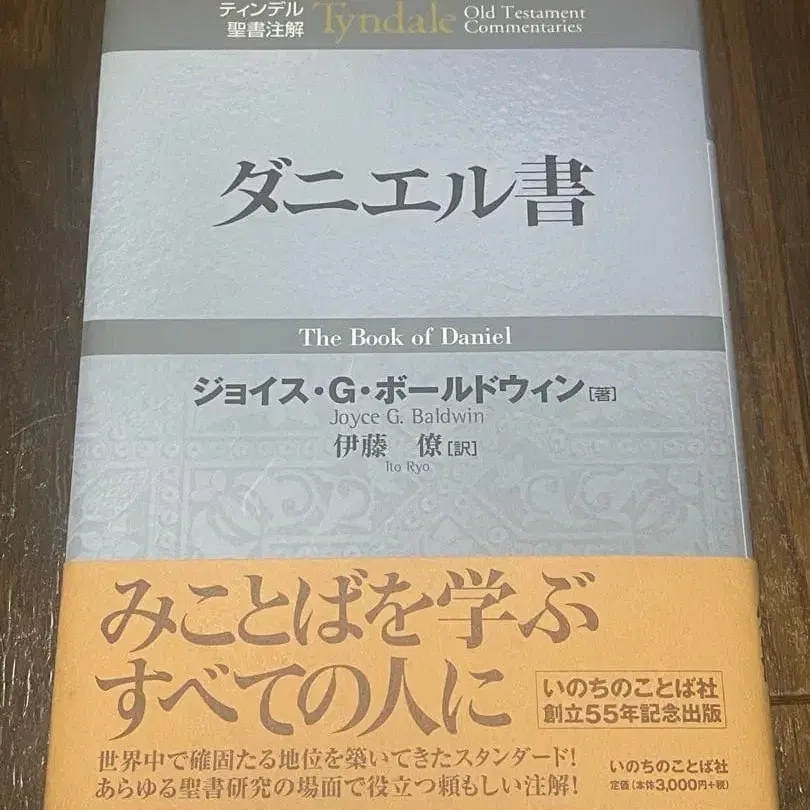 ティンデル
聖書注解
Tyndale
Old Testament
Commentaries
ダニエル書
The Book of Daniel
ジョイス・G・ボールドウィン[著]
Joyce G. Baldwin
伊藤 僚[訳]
Ito Ryo
みことばを学ぶ
すべての人に
いのちのことば社
創立55年記念出版
世界中で確固たる地位を築いてきたスタンダード!
あらゆる聖書研究の場面で役立つ頼もしい注解!
いのちのことば社
定価(本体3,000円+税)